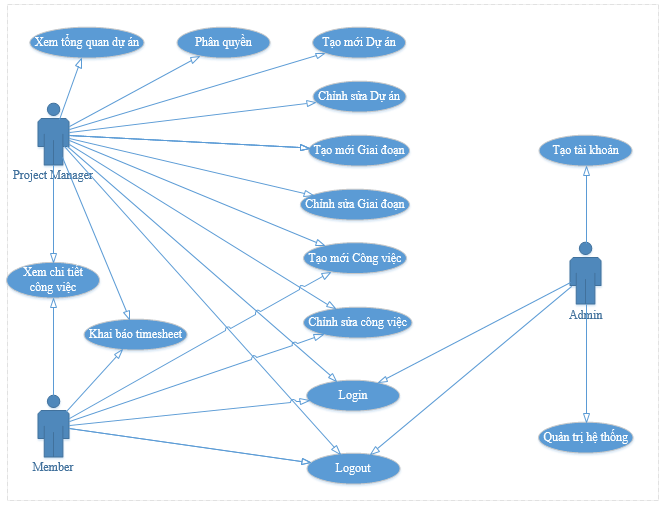 Xem tổng quan dự án
Phân quyền
Tạo mới Dự án
Chỉnh sửa Dự án
Tạo mới Giai đoạn
Tạo tài khoản
Project Manager
Chỉnh sửa Giai đoạn
Tạo mới Công việc
Xem chi tiết
công việc
Admin
Chỉnh sửa công việc
Khai báo timesheet
Login
Quản trị hệ thống
Member
Logout